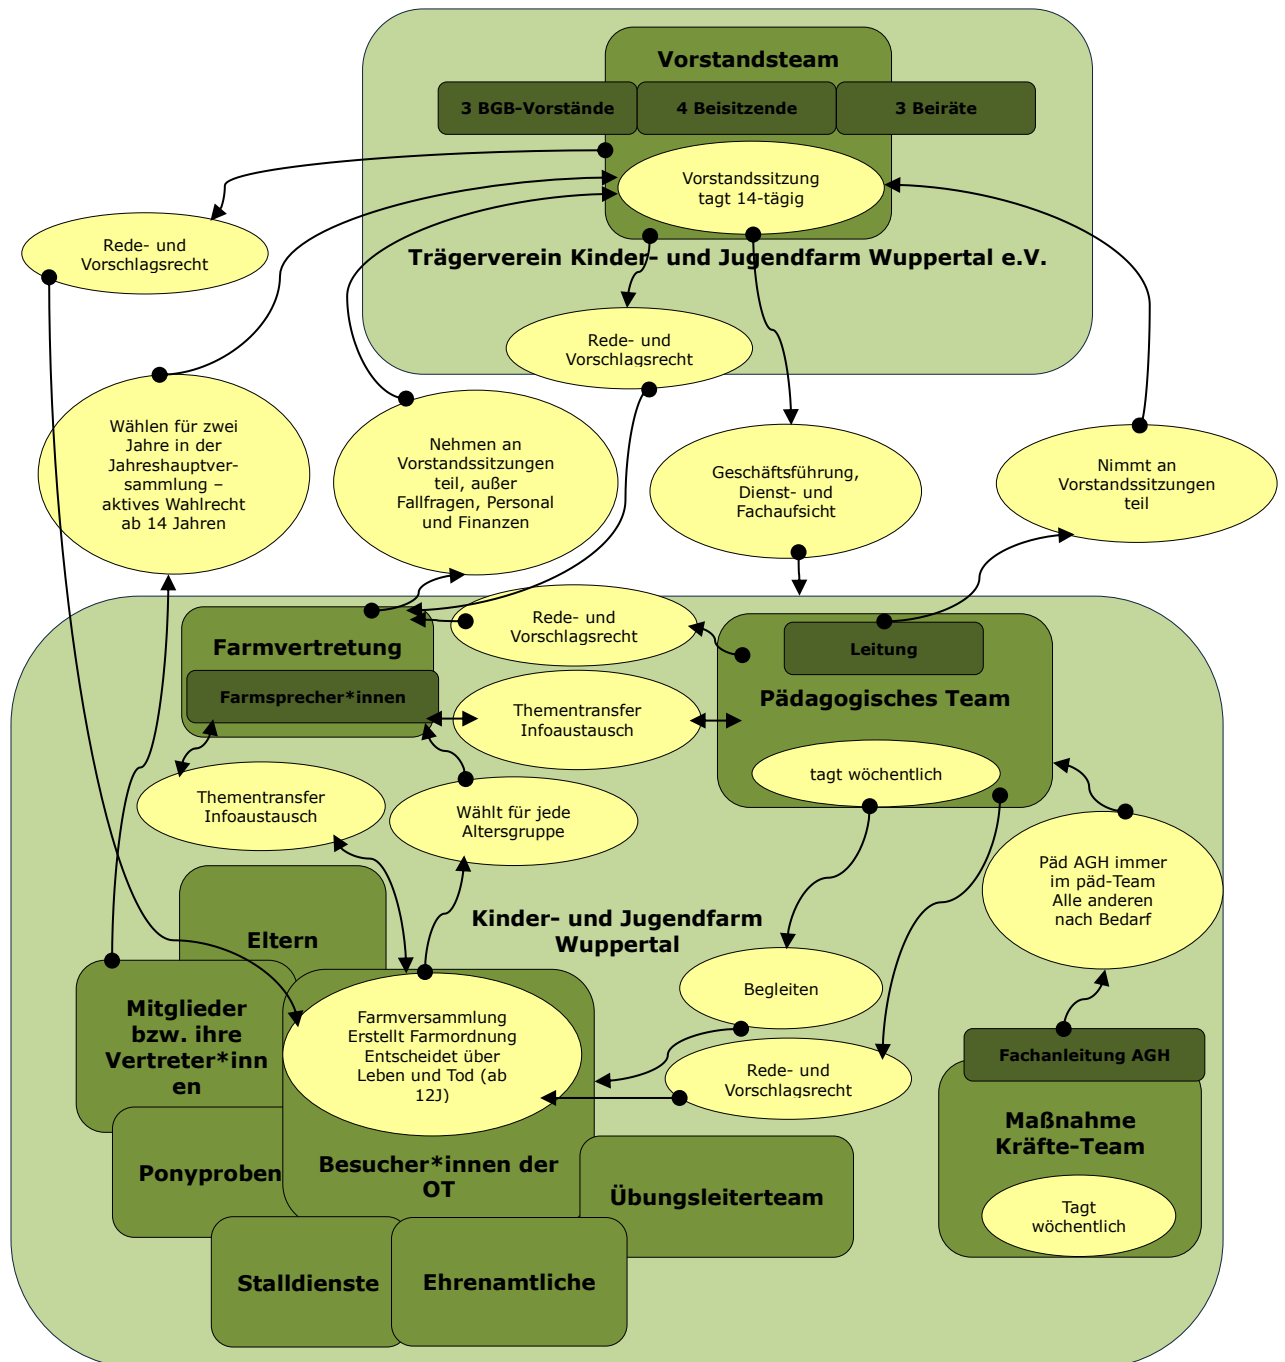 Vorstandsteam
3 BGB-Vorstände
4 Beisitzende
3 Beiräte
Vorstandssitzung
tagt 14-tägig
Rede- und
Vorschlagsrecht
Trägerverein Kinder- und Jugendfarm Wuppertal e.V.
Rede- und
Vorschlagsrecht
Wählen für zwei
Jahre in der
Jahreshauptver-
sammlung –
aktives Wahlrecht
ab 14 Jahren
Nehmen an
Vorstandssitzungen
teil, außer
Fallfragen, Personal
und Finanzen
Geschäftsführung,
Dienst- und
Fachaufsicht
Nimmt an
Vorstandssitzungen
teil
Farmvertretung
Farmsprecher*innen
Rede- und
Vorschlagsrecht
Leitung
Pädagogisches Team
Thementransfer
Infoaustausch
tagt wöchentlich
Thementransfer
Infoaustausch
Wählt für jede
Altersgruppe
Päd AGH immer
im päd-Team
Alle anderen
nach Bedarf
Kinder- und Jugendfarm
Wuppertal
Eltern
Begleiten
Mitglieder
bzw. ihre
Vertreter*inn
en
Farmversammlung
Erstellt Farmordnung
Entscheidet über
Leben und Tod (ab
12J)
Rede- und
Vorschlagsrecht
Fachanleitung AGH
Maßnahme
Kräfte-Team
Tagt
wöchentlich
Ponyproben
Besucher*innen der
OT
Übungsleiterteam
Stalldienste
Ehrenamtliche